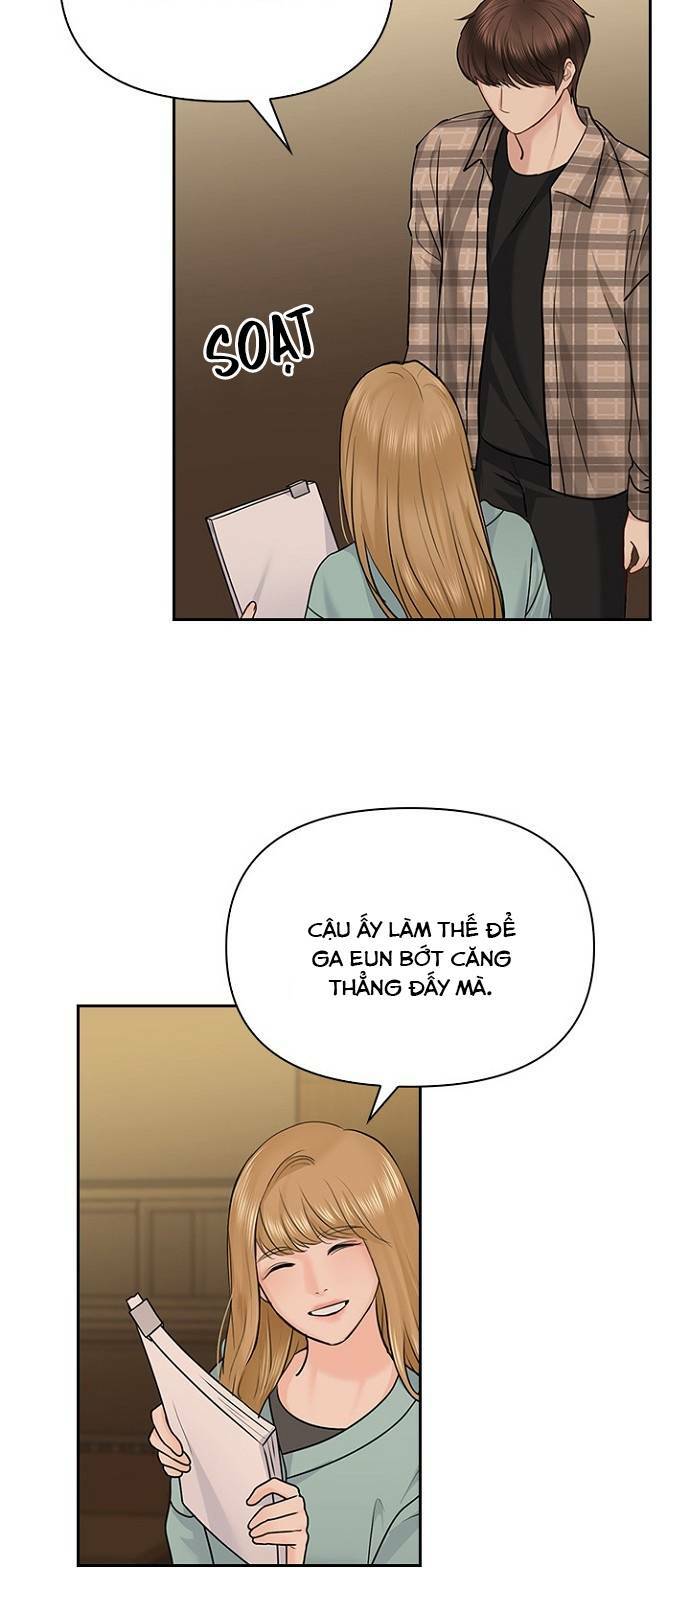 SOẠT
CẬU ẤY LÀM THẾ ĐỂ
GA EUN BỚT CĂNG
THẲNG ĐẤY MÀ.